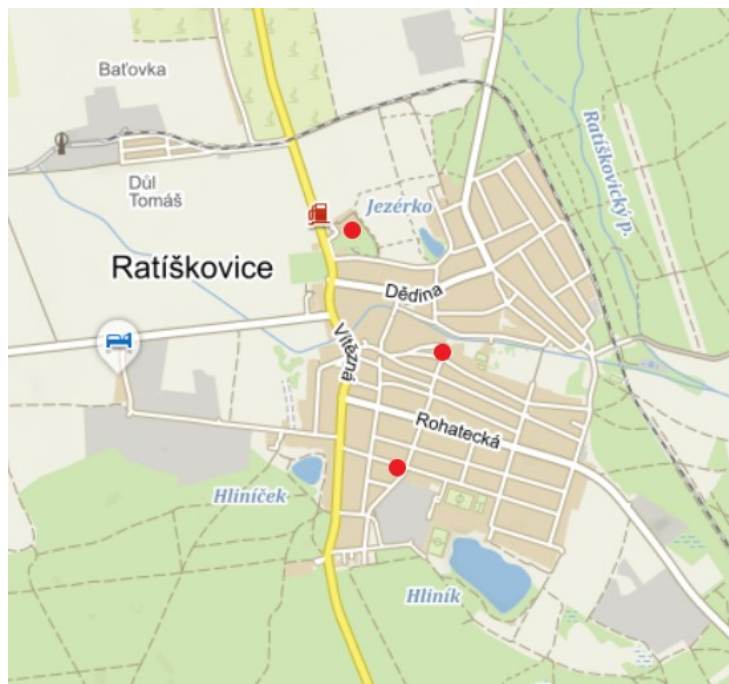 Baťovka
Důl
Tomáš
Ratíškovický p.
Jezérko
Ratíškovice
Dědina
Vítězná
Rohatecká
Hliníček
Hliník